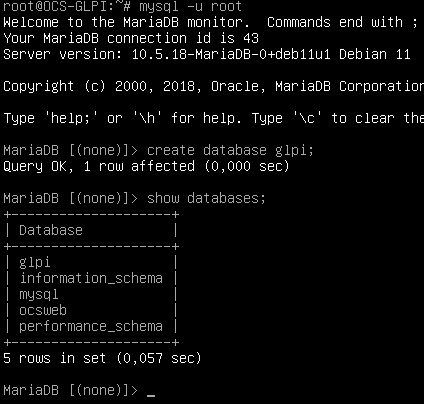 root@OCS-GLPI:~# mysql -u root
Welcome to the MariaDB monitor.  Commands end with ;
Your MariaDB connection id is 43
Server version: 10.5.18-MariaDB-0+deb11u1 Debian 11
Copyright (c) 2000, 2018, Oracle, MariaDB Corporation
Type 'help;' or '\h' for help. Type '\c' to clear the
MariaDB [(none)]> create database glpi;
Query OK, 1 row affected (0,000 sec)
MariaDB [(none)]> show databases;
+--------------------+
| Database           |
+--------------------+
| glpi               |
| information_schema |
| mysql              |
| ocsweb             |
| performance_schema |
+--------------------+
5 rows in set (0,057 sec)
MariaDB [(none)]> _